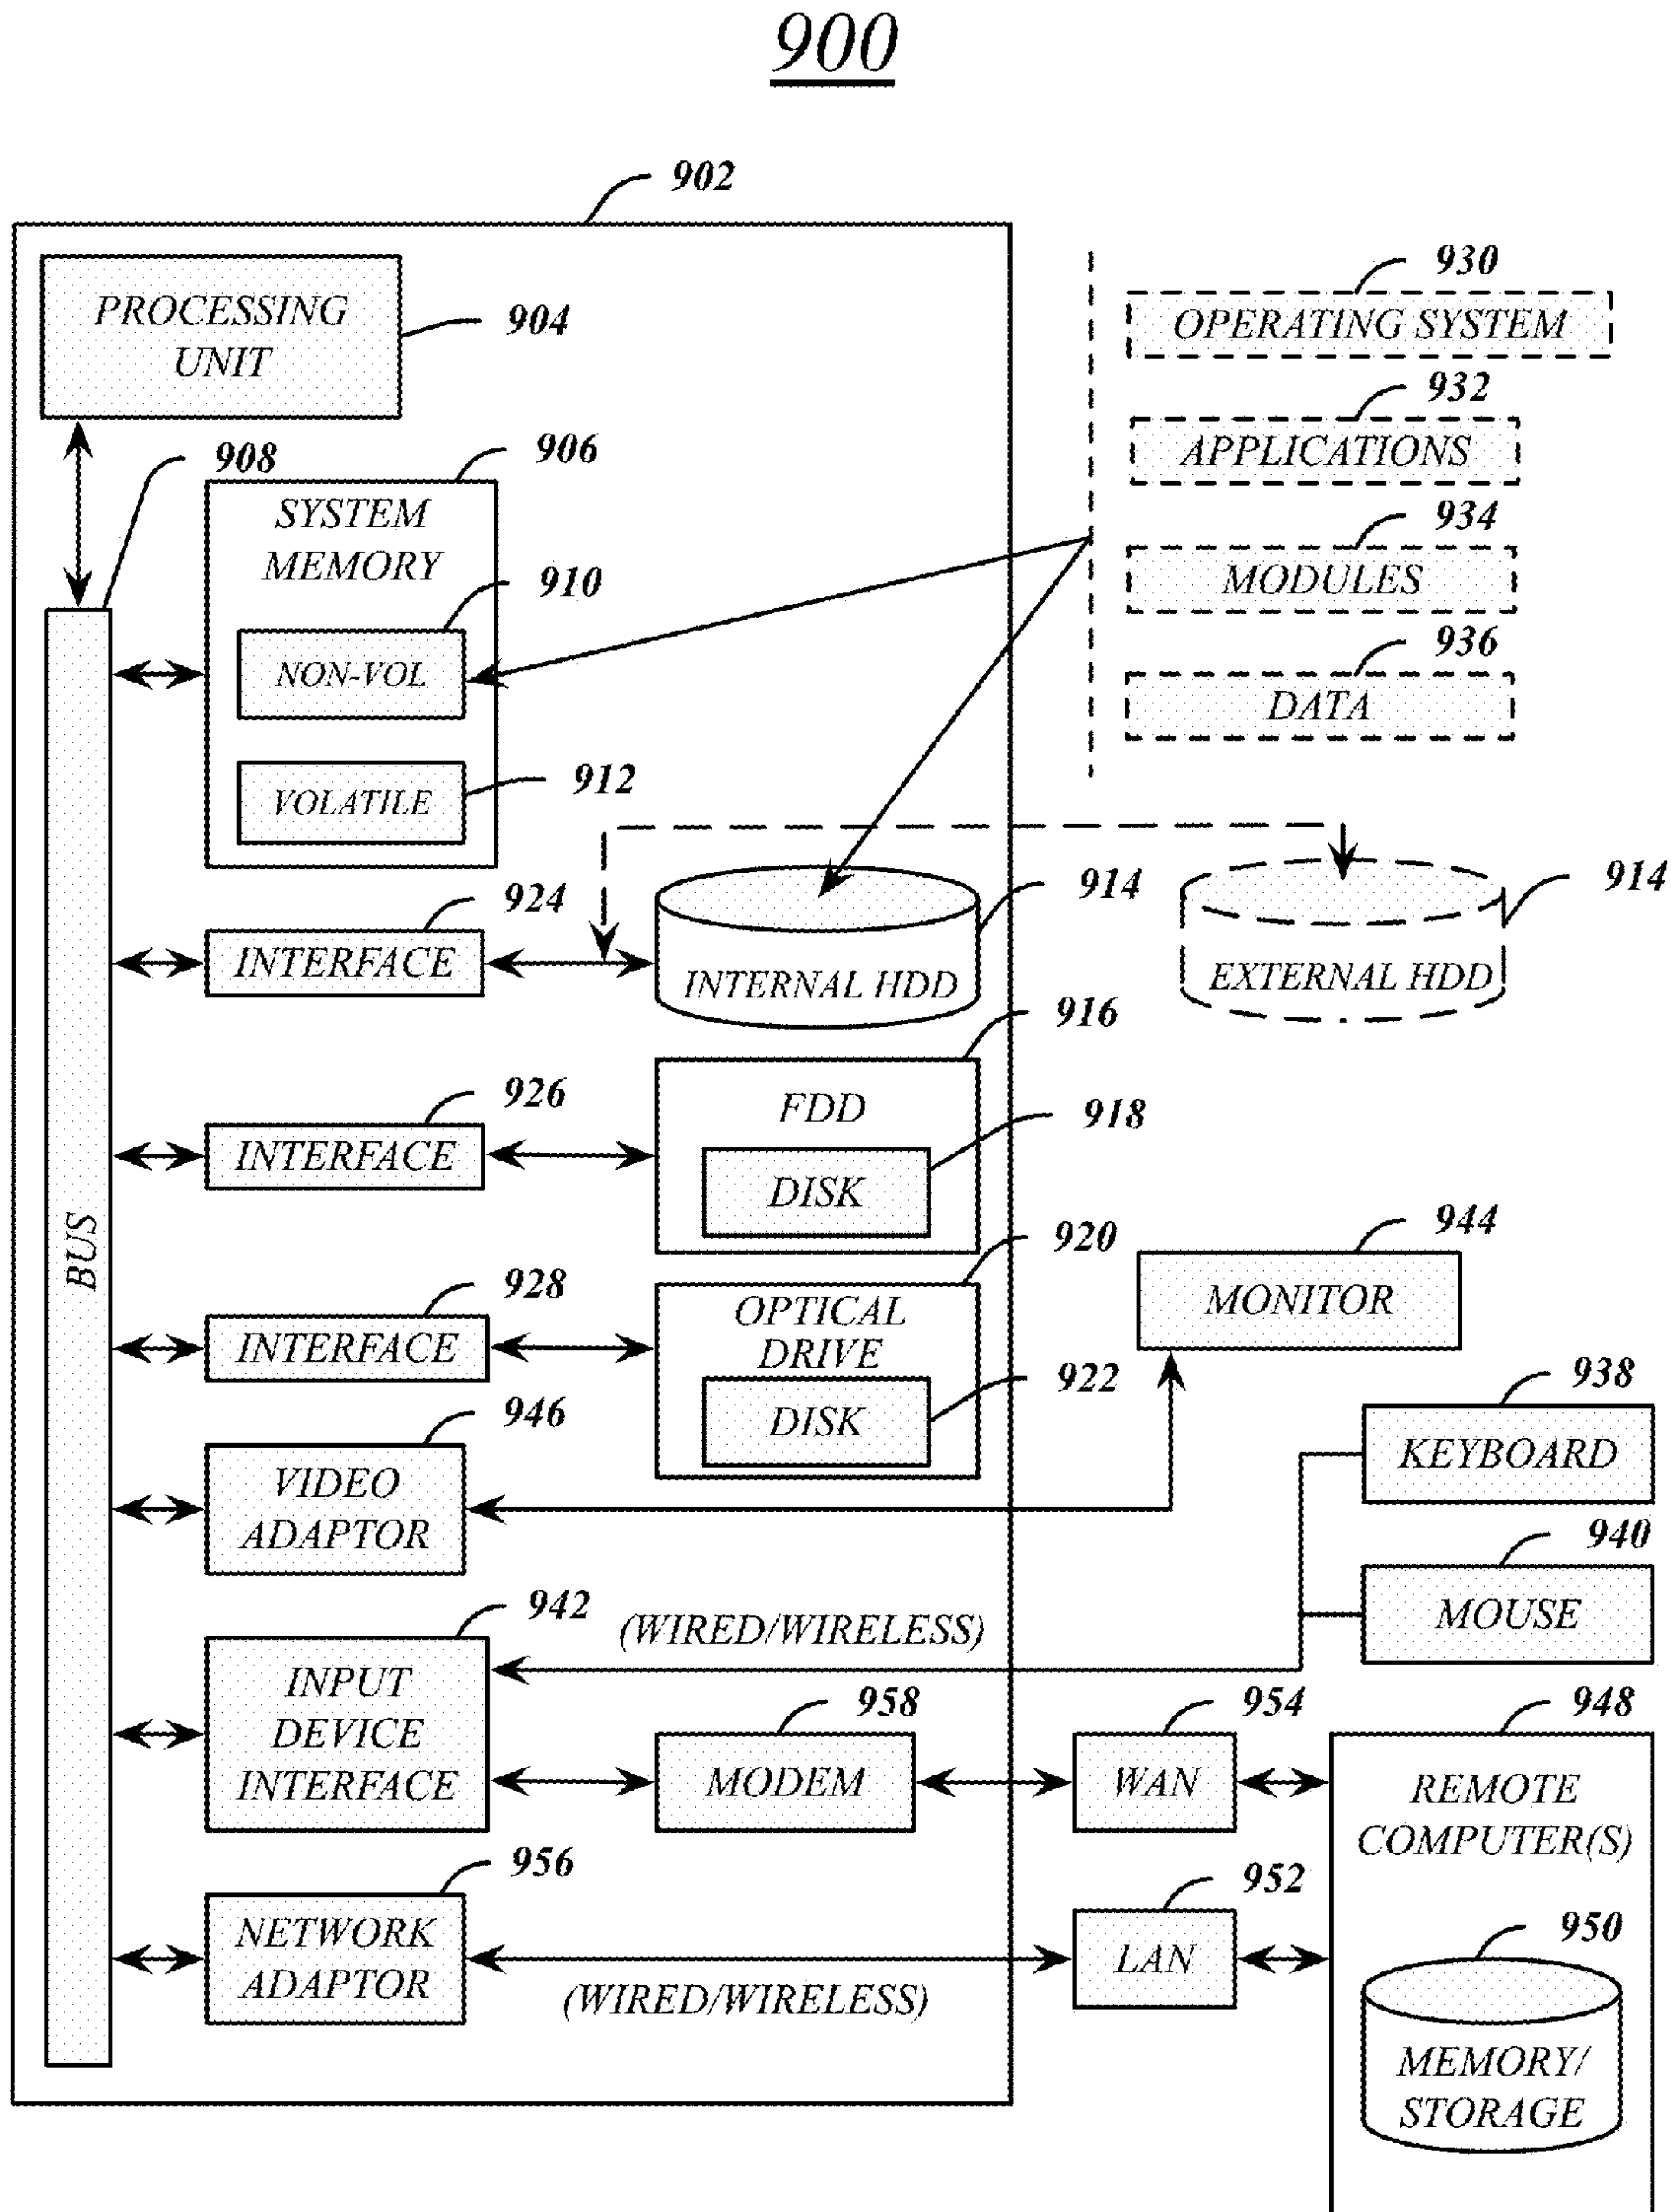 900
902
PROCESSING
UNIT
904
930
OPERATING SYSTEM
932
APPLICATIONS
934
MODULES
936
DATA
908
906
SYSTEM
MEMORY
910
NON-VOL
912
VOLATILE
BUS
924
INTERFACE
914
INTERNAL HDD
914
EXTERNAL HDD
926
INTERFACE
916
FDD
918
DISK
928
INTERFACE
920
OPTICAL
DRIVE
922
DISK
944
MONITOR
946
VIDEO
ADAPTOR
938
KEYBOARD
940
MOUSE
942
INPUT
DEVICE
INTERFACE
(WIRED/WIRELESS)
958
MODEM
954
WAN
948
REMOTE
COMPUTER(S)
956
NETWORK
ADAPTOR
(WIRED/WIRELESS)
952
LAN
950
MEMORY/
STORAGE